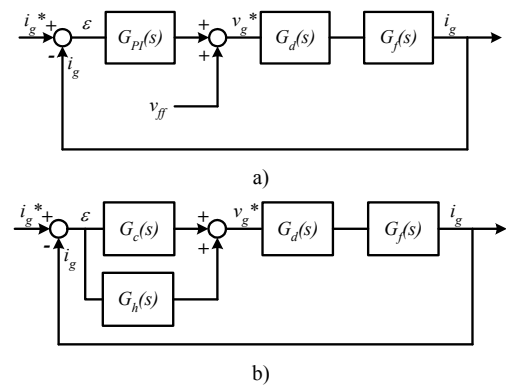 i_g* + ε G_PI(s) + v_g* G_d(s) G_f(s) i_g
- i_g +
v_ff
a)
i_g* + ε G_c(s) + v_g* G_d(s) G_f(s) i_g
- i_g +
G_h(s)
b)